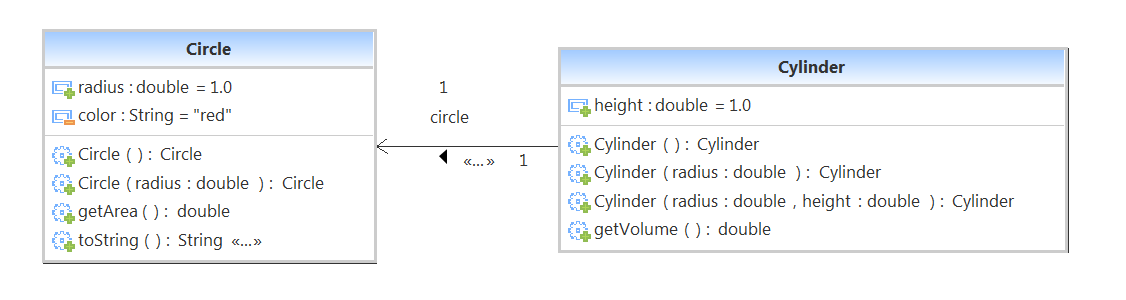 Circle
radius : double = 1.0
color : String = "red"
Circle ( ) : Circle
Circle ( radius : double ) : Circle
getArea ( ) : double
toString ( ) : String «...»
1
circle
«...» 1
Cylinder
height : double = 1.0
Cylinder ( ) : Cylinder
Cylinder ( radius : double ) : Cylinder
Cylinder ( radius : double , height : double ) : Cylinder
getVolume ( ) : double